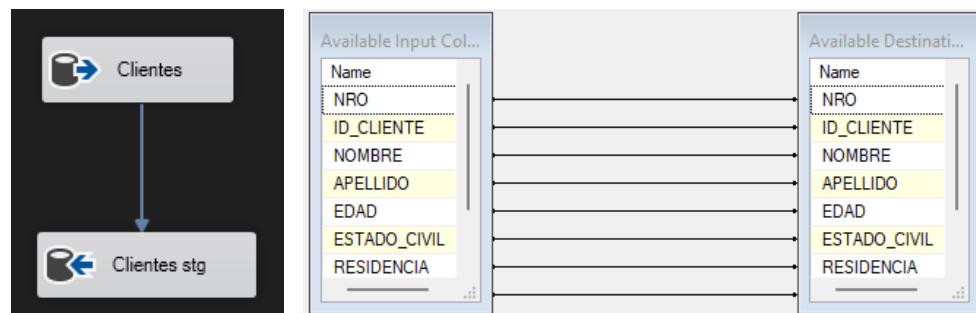 Clientes
Clientes stg
Available Input Col...
Name
NRO
ID_CLIENTE
NOMBRE
APELLIDO
EDAD
ESTADO_CIVIL
RESIDENCIA
Available Destinati...
Name
NRO
ID_CLIENTE
NOMBRE
APELLIDO
EDAD
ESTADO_CIVIL
RESIDENCIA